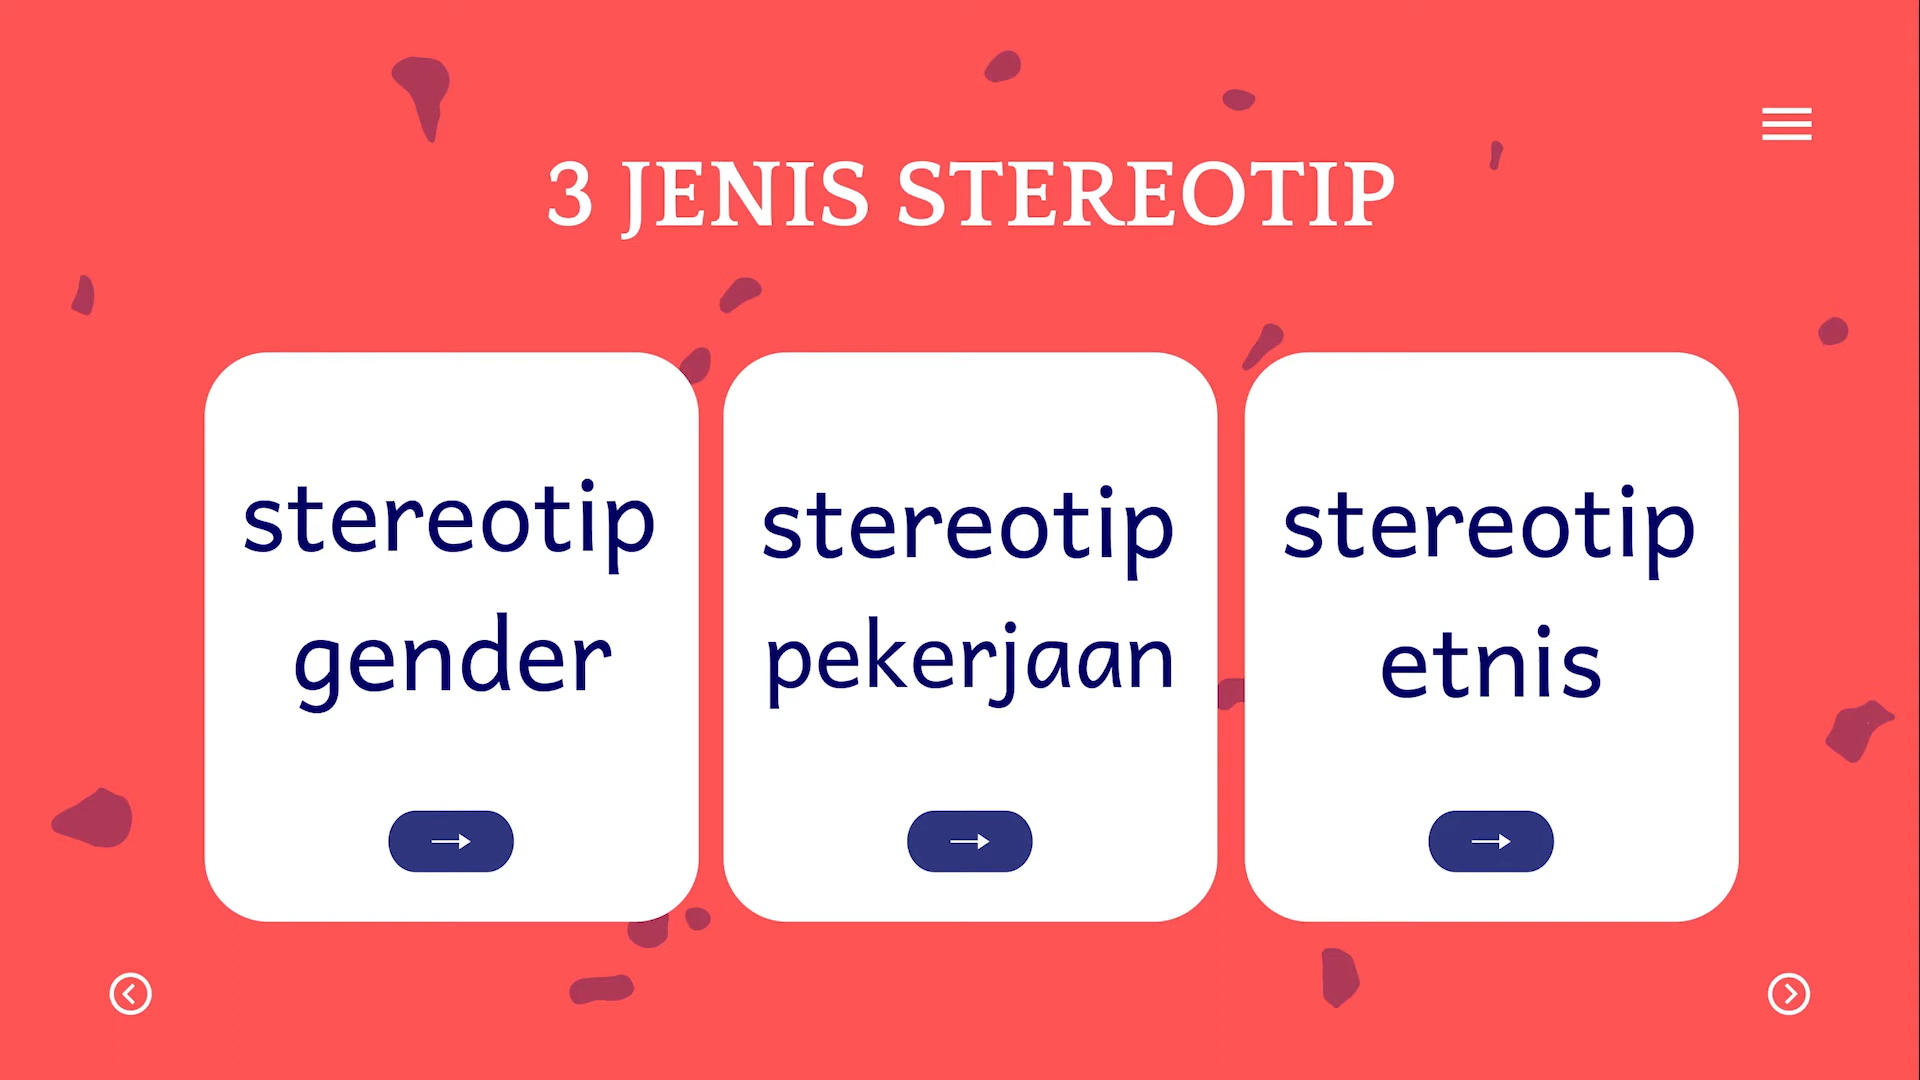 3 JENIS STEREOTIP
stereotip
gender
stereotip
pekerjaan
stereotip
etnis